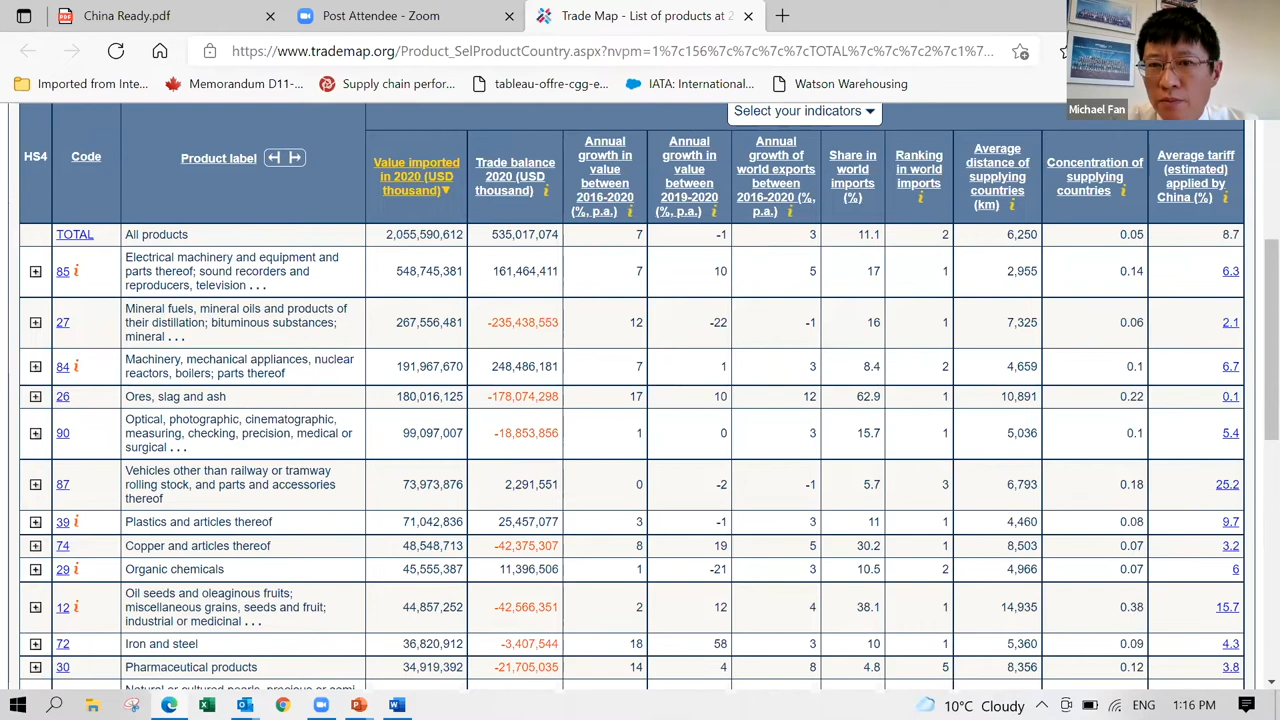 China Ready.pdf
Post Attendee - Zoom
Trade Map - List of products at 2
https://www.trademap.org/Product_SelProductCountry.aspx?nvpm=1%7c156%7c%7c%7c%7cTOTAL%7c%7c%7c2%7c1%7...
Imported from Inte...
Memorandum D11-...
Supply chain perfor...
tableau-offre-cgg-e...
IATA: International...
Watson Warehousing
Michael Fan
Select your indicators
HS4
Code
Product label
Value imported
in 2020 (USD
thousand)
Trade balance
2020 (USD
thousand) i
Annual
growth in
value
between
2016-2020
(%, p.a.) i
Annual
growth in
value
between
2019-2020
(%, p.a.) i
Annual
growth of
world exports
between
2016-2020 (%,
p.a.) i
Share in
world
imports
(%)
Ranking
in world
imports
i
Average
distance of
supplying
countries
(km) i
Concentration of
supplying
countries i
Average tariff
(estimated)
applied by
China (%) i
TOTAL All products 2,055,590,612 535,017,074 7 -1 3 11.1 2 6,250 0.05 8.7
Electrical machinery and equipment and
85 i parts thereof; sound recorders and 548,745,381 161,464,411 7 10 5 17 1 2,955 0.14 6.3
reproducers, television ...
Mineral fuels, mineral oils and products of
27 their distillation; bituminous substances; 267,556,481 -235,438,553 12 -22 -1 16 1 7,325 0.06 2.1
mineral ...
84 i Machinery, mechanical appliances, nuclear 191,967,670 248,486,181 7 1 3 8.4 2 4,659 0.1 6.7
reactors, boilers; parts thereof
26 Ores, slag and ash 180,016,125 -178,074,298 17 10 12 62.9 1 10,891 0.22 0.1
Optical, photographic, cinematographic,
90 measuring, checking, precision, medical or 99,097,007 -18,853,856 1 0 3 15.7 1 5,036 0.1 5.4
surgical ...
Vehicles other than railway or tramway
87 rolling stock, and parts and accessories 73,973,876 2,291,551 0 -2 -1 5.7 3 6,793 0.18 25.2
thereof
39 i Plastics and articles thereof 71,042,836 25,457,077 3 -1 3 11 1 4,460 0.08 9.7
74 Copper and articles thereof 48,548,713 -42,375,307 8 19 5 30.2 1 8,503 0.07 3.2
29 i Organic chemicals 45,555,387 11,396,506 1 -21 3 10.5 2 4,966 0.07 6
Oil seeds and oleaginous fruits;
12 i miscellaneous grains, seeds and fruit; 44,857,252 -42,566,351 2 12 4 38.1 1 14,935 0.38 15.7
industrial or medicinal ...
72 Iron and steel 36,820,912 -3,407,544 18 58 3 10 1 5,360 0.09 4.3
30 Pharmaceutical products 34,919,392 -21,705,035 14 4 8 4.8 5 8,356 0.12 3.8
10°C Cloudy
ENG
1:16 PM